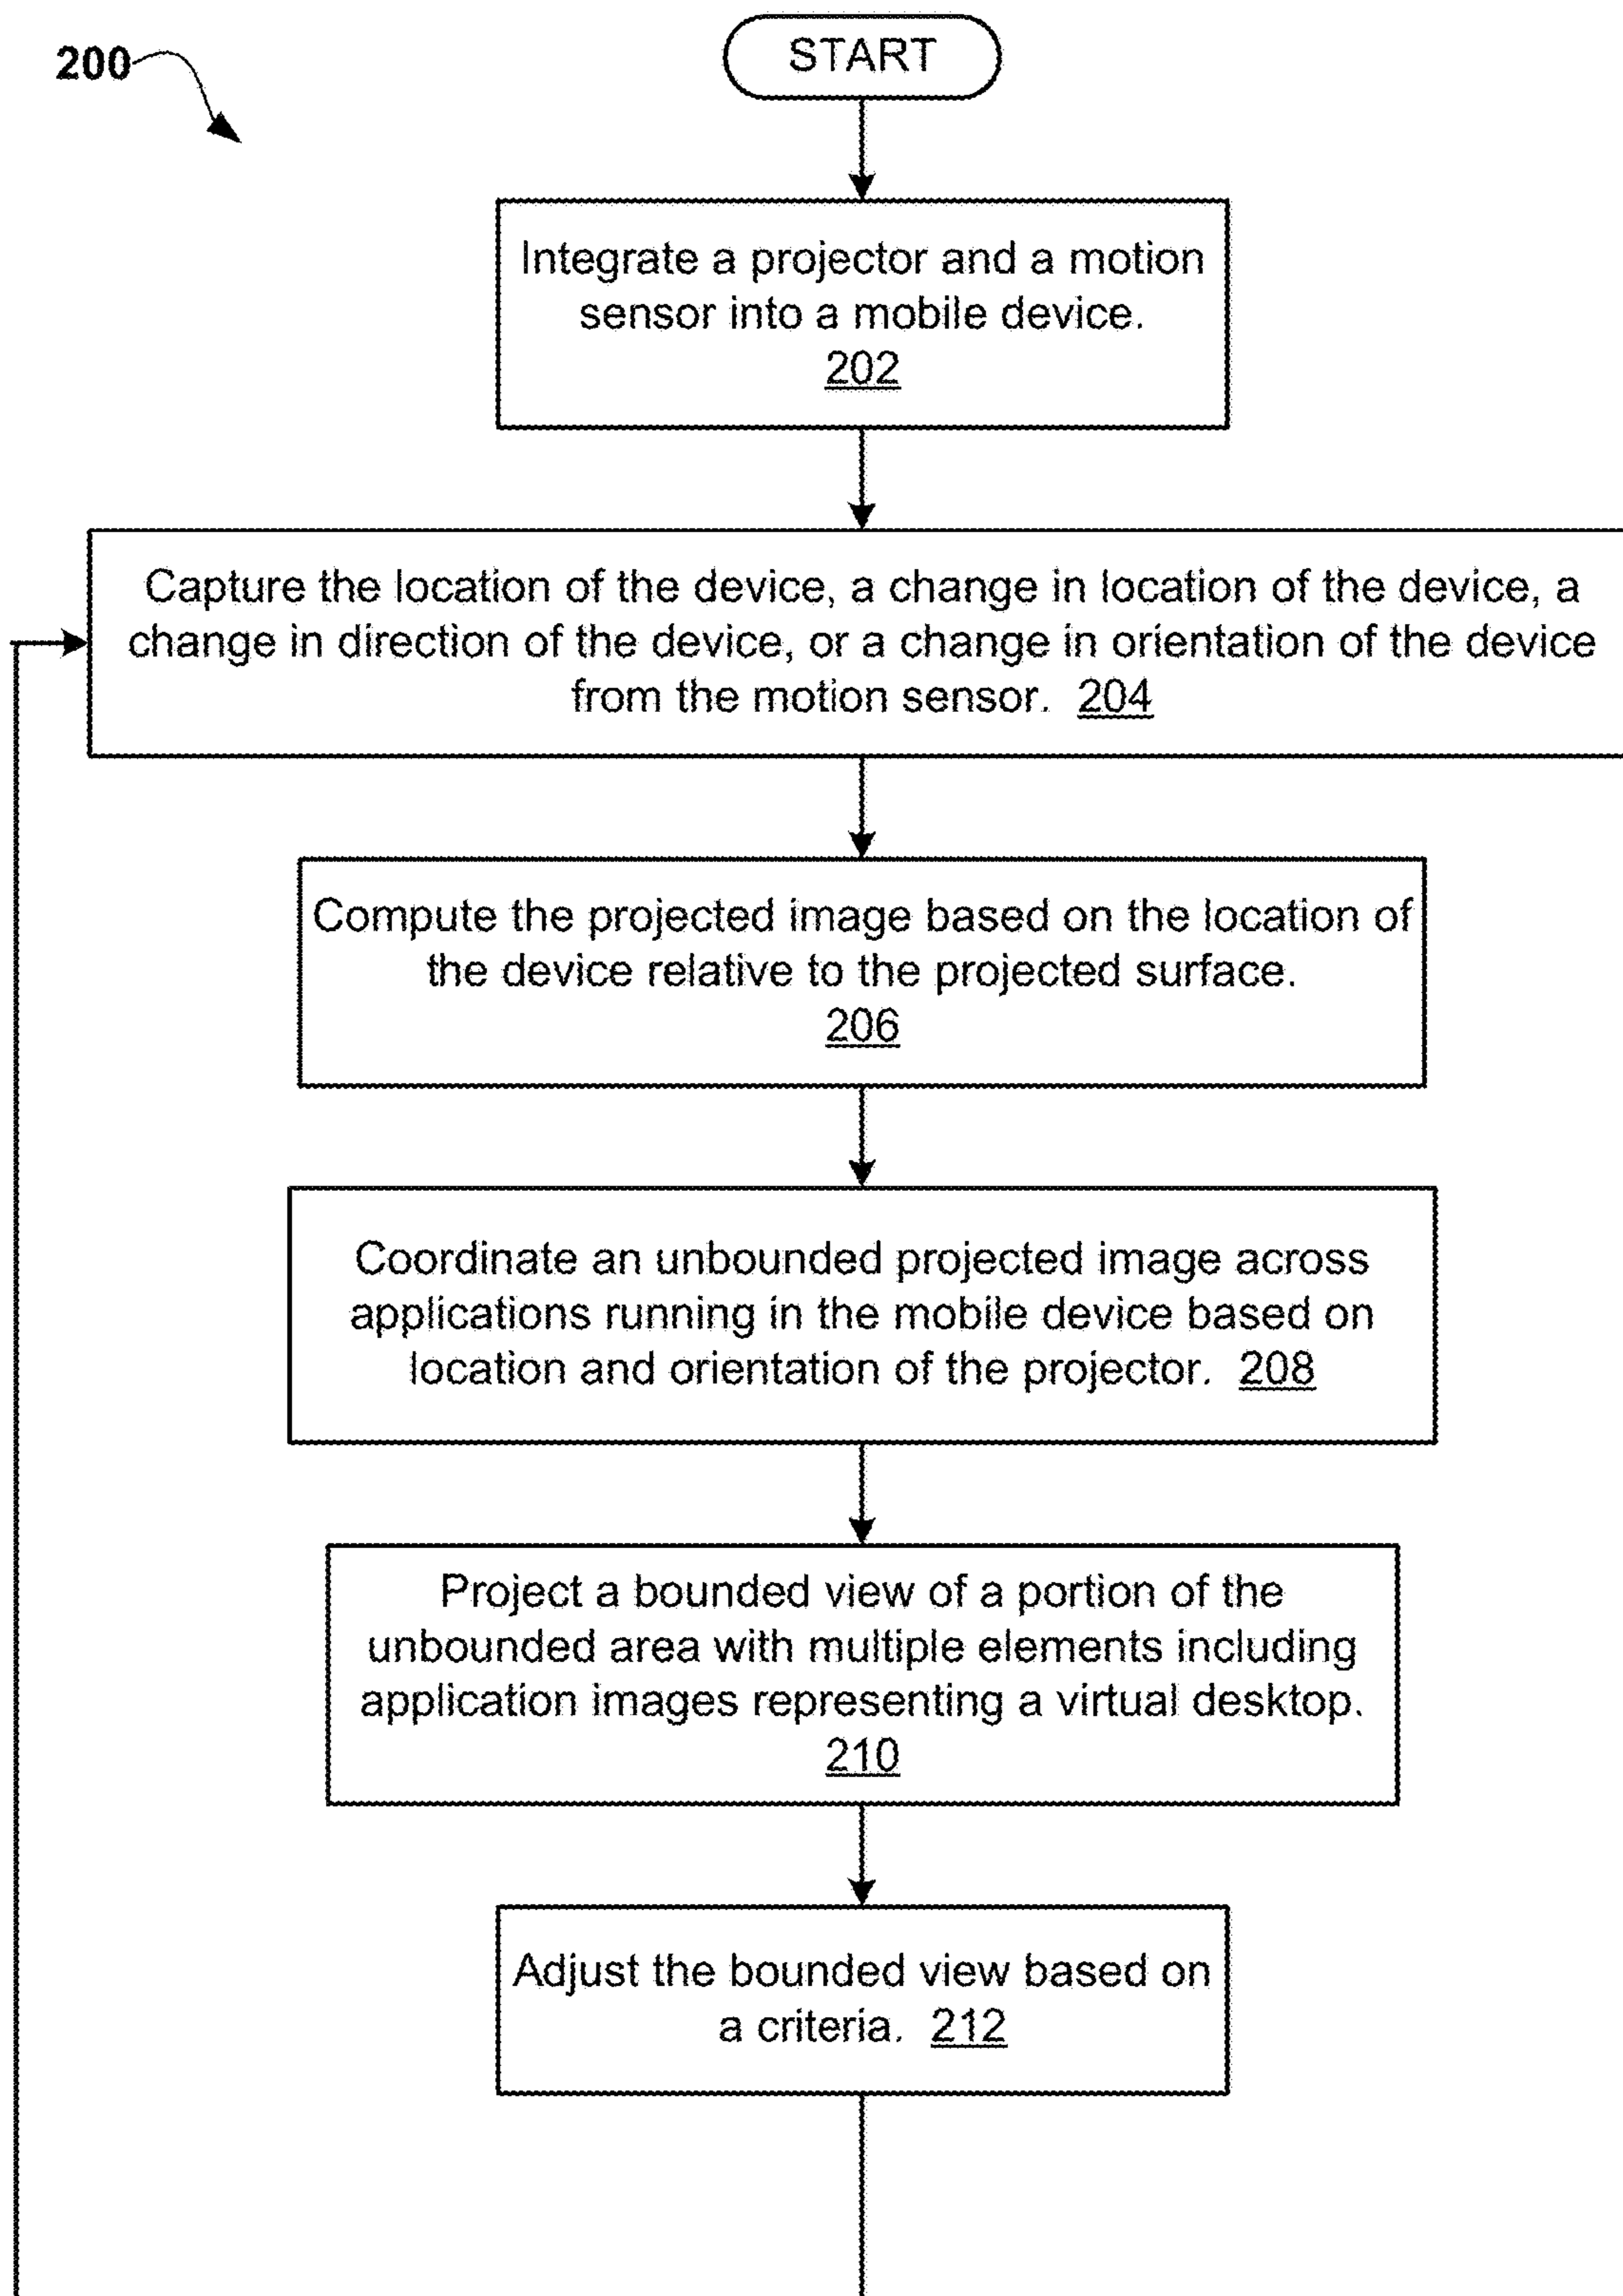 200
START
Integrate a projector and a motion
sensor into a mobile device.
202
Capture the location of the device, a change in location of the device, a
change in direction of the device, or a change in orientation of the device
from the motion sensor. 204
Compute the projected image based on the location of
the device relative to the projected surface.
206
Coordinate an unbounded projected image across
applications running in the mobile device based on
location and orientation of the projector. 208
Project a bounded view of a portion of the
unbounded area with multiple elements including
application images representing a virtual desktop.
210
Adjust the bounded view based on
a criteria. 212